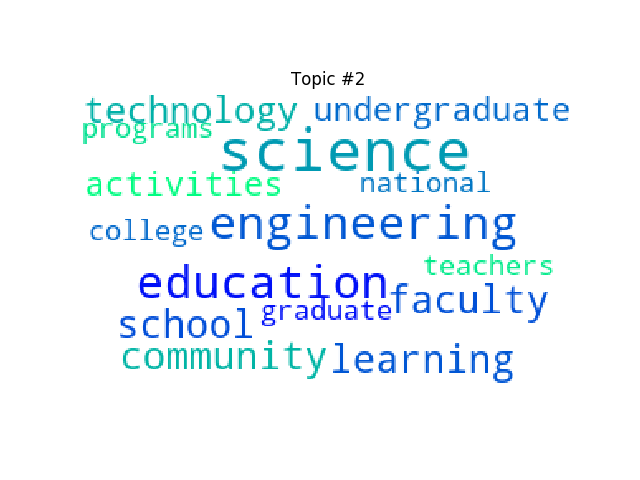 Topic #2
technology undergraduate
programs
science
activities national
college engineering
teachers
education faculty
graduate
school
community learning